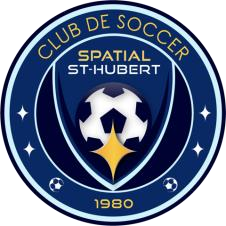 CLUB DE SOCCER
SPATIAL
ST-HUBERT
1980